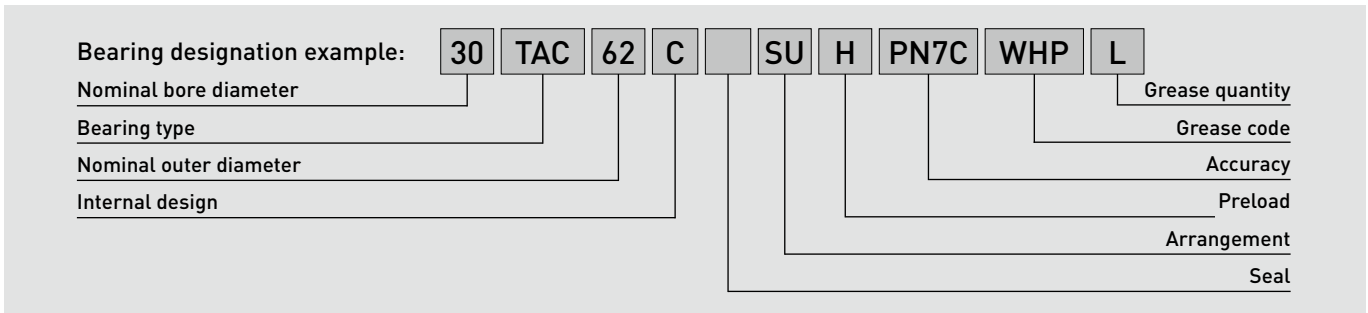 Bearing designation example: 30 TAC 62 C SU H PN7C WHP L
Nominal bore diameter Grease quantity
Bearing type Grease code
Nominal outer diameter Accuracy
Internal design Preload
Arrangement
Seal